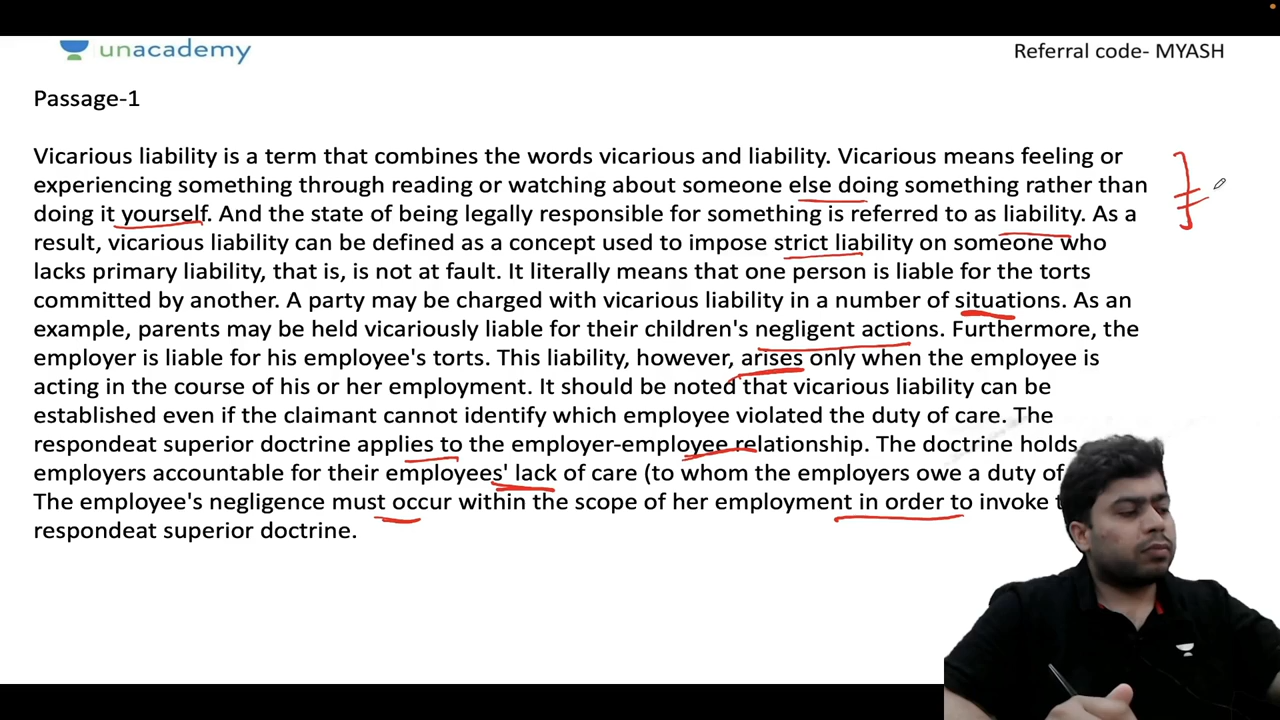 unacademy
Referral code- MYASH
Passage-1
Vicarious liability is a term that combines the words vicarious and liability. Vicarious means feeling or
experiencing something through reading or watching about someone else doing something rather than
doing it yourself. And the state of being legally responsible for something is referred to as liability. As a
result, vicarious liability can be defined as a concept used to impose strict liability on someone who
lacks primary liability, that is, is not at fault. It literally means that one person is liable for the torts
committed by another. A party may be charged with vicarious liability in a number of situations. As an
example, parents may be held vicariously liable for their children's negligent actions. Furthermore, the
employer is liable for his employee's torts. This liability, however, arises only when the employee is
acting in the course of his or her employment. It should be noted that vicarious liability can be
established even if the claimant cannot identify which employee violated the duty of care. The
respondeat superior doctrine applies to the employer-employee relationship. The doctrine holds
employers accountable for their employees' lack of care (to whom the employers owe a duty of
The employee's negligence must occur within the scope of her employment in order to invoke
respondeat superior doctrine.